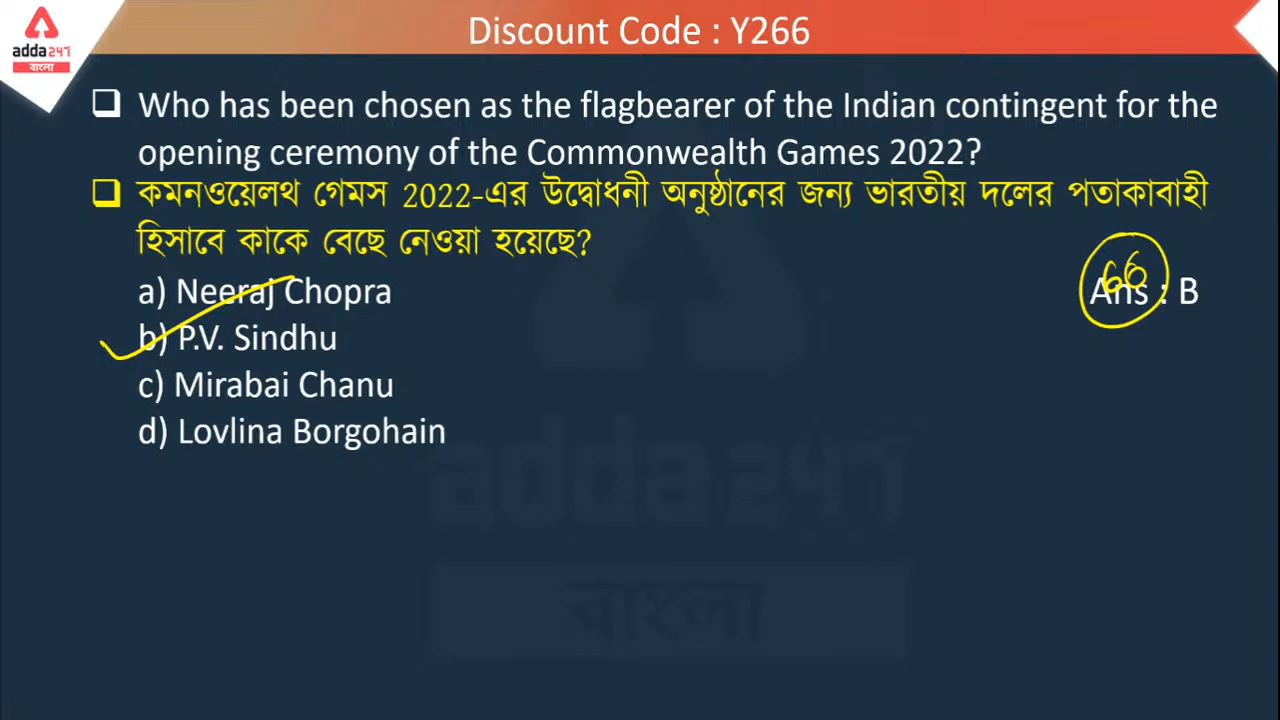 Discount Code : Y266
adda247
বাংলা
Who has been chosen as the flagbearer of the Indian contingent for the
opening ceremony of the Commonwealth Games 2022?
কমনওয়েলথ গেমস 2022-এর উদ্বোধনী অনুষ্ঠানের জন্য ভারতীয় দলের পতাকাবাহী
হিসাবে কাকে বেছে নেওয়া হয়েছে?
66
a) Neeraj Chopra
Ans : B
b) P.V. Sindhu
c) Mirabai Chanu
d) Lovlina Borgohain
adda247
বাংলা